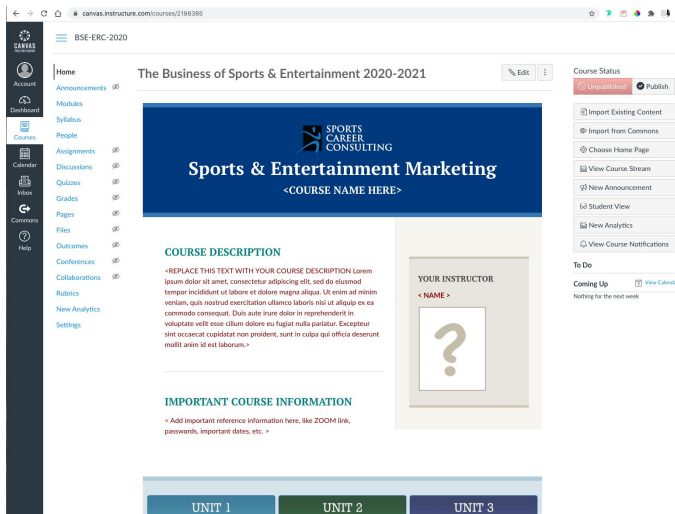 canvas.instructure.com/courses/2198385
CANVAS
Account
Dashboard
Courses
Calendar
Inbox
Commons
Help
BSE-ERC-2020
Home
Announcements
Modules
Syllabus
People
Assignments
Discussions
Quizzes
Grades
Pages
Files
Outcomes
Conferences
Collaborations
Rubrics
New Analytics
Settings
The Business of Sports & Entertainment 2020-2021
Edit
SPORTS
CAREER
CONSULTING
Sports & Entertainment Marketing
<COURSE NAME HERE>
COURSE DESCRIPTION
<REPLACE THIS TEXT WITH YOUR COURSE DESCRIPTION Lorem
ipsum dolor sit amet, consectetur adipiscing elit, sed do eiusmod
tempor incididunt ut labore et dolore magna aliqua. Ut enim ad minim
veniam, quis nostrud exercitation ullamco laboris nisi ut aliquip ex ea
commodo consequat. Duis aute irure dolor in reprehenderit in
voluptate velit esse cillum dolore eu fugiat nulla pariatur. Excepteur
sint occaecat cupidatat non proident, sunt in culpa qui officia deserunt
mollit anim id est laborum.>
IMPORTANT COURSE INFORMATION
< Add important reference information here, like ZOOM link,
passwords, important dates, etc. >
YOUR INSTRUCTOR
< NAME >
?
UNIT 1
UNIT 2
UNIT 3
Course Status
Unpublished
Publish
Import Existing Content
Import from Commons
Choose Home Page
View Course Stream
New Announcement
Student View
New Analytics
View Course Notifications
To Do
Coming Up
View Calend
Nothing for the next week